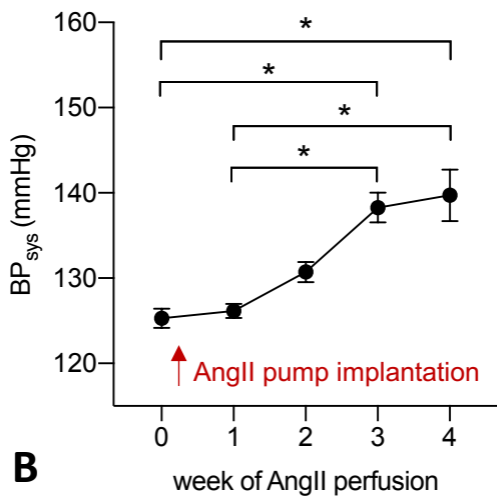 160
*
*
150
*
*
140
130
120
BPsys (mmHg)
AngII pump implantation
0 1 2 3 4
week of AngII perfusion
B